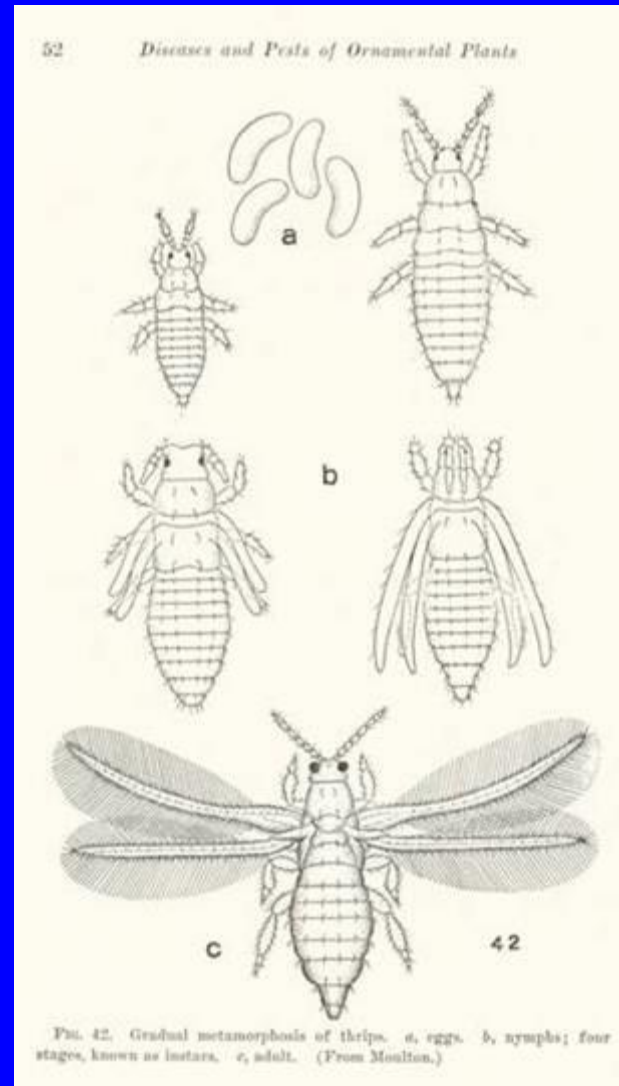 52 Diseases and Pests of Ornamental Plants
a
b
c
42
FIG. 42. Gradual metamorphosis of thrips. a, eggs. b, nymphs; four
stages, known as instars. c, adult. (From Moulton.)